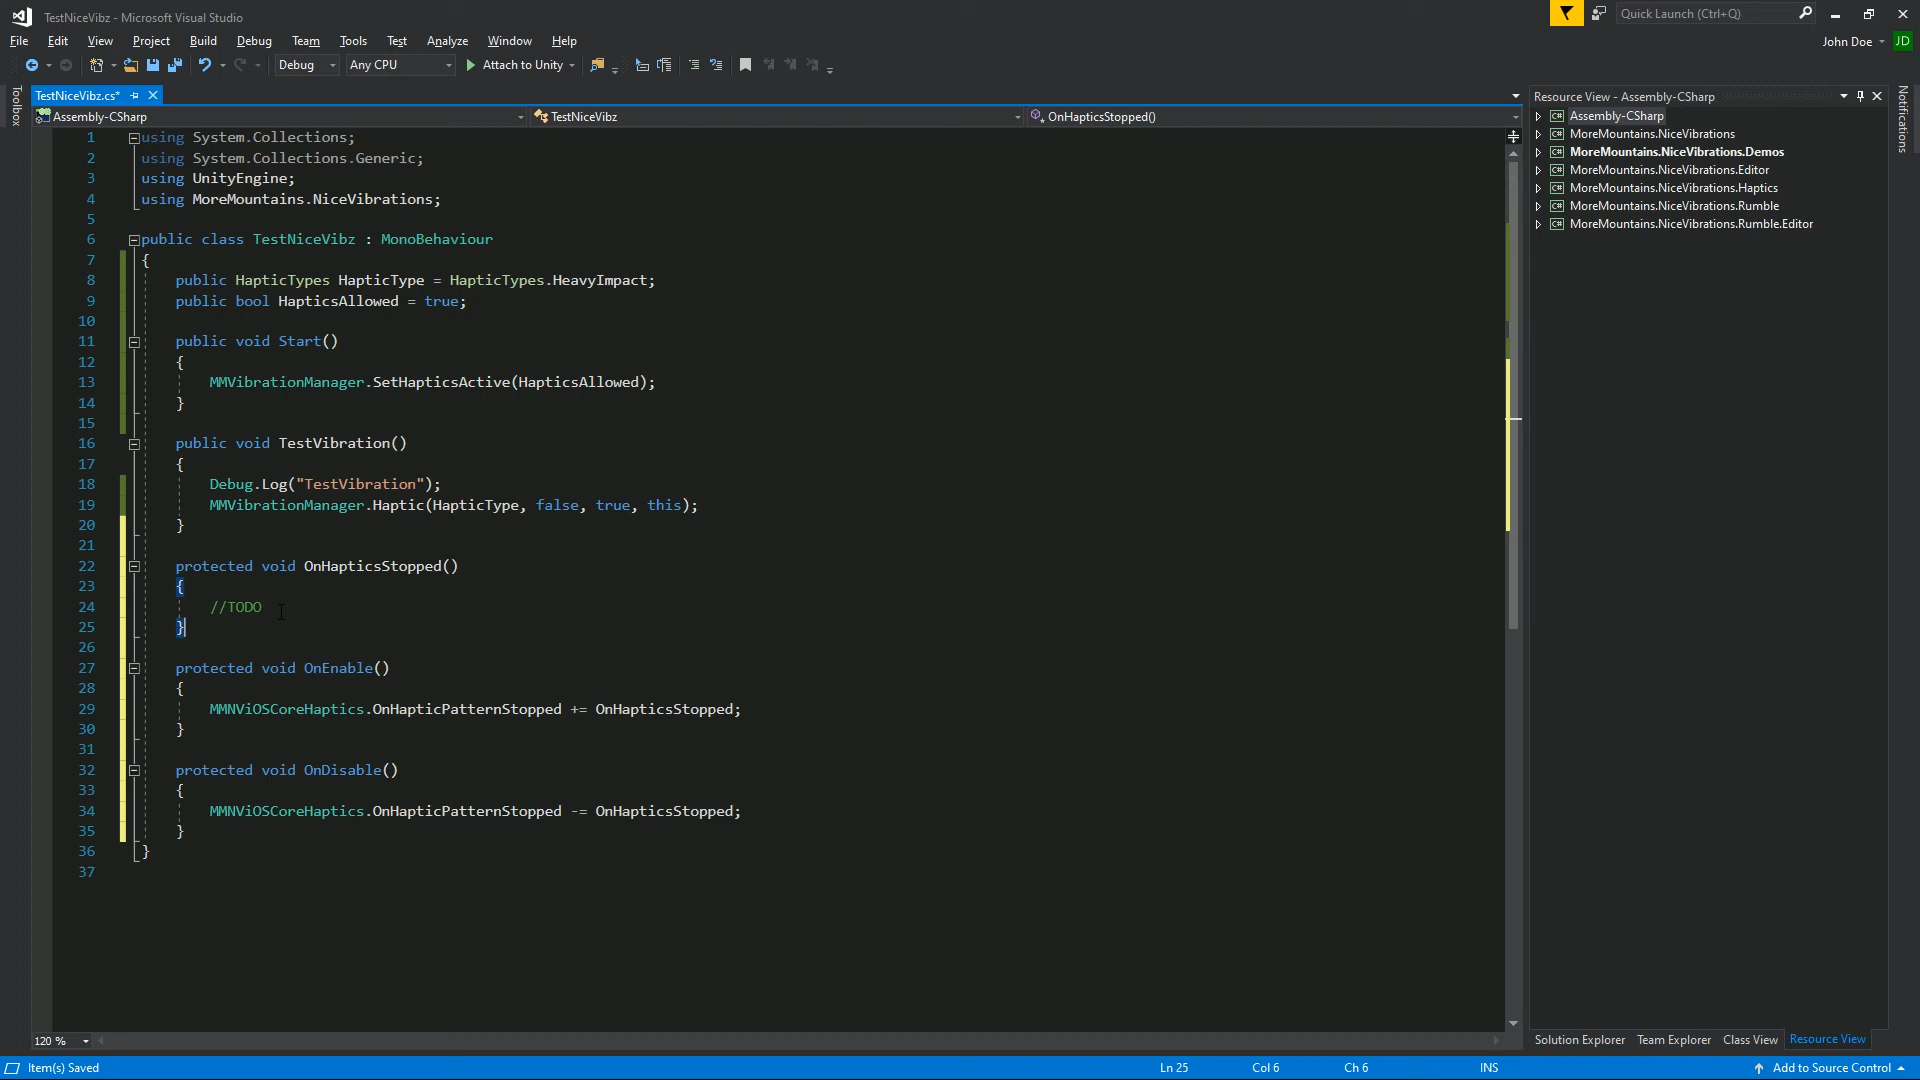 TestNiceVibz - Microsoft Visual Studio
Quick Launch (Ctrl+Q)
File Edit View Project Build Debug Team Tools Test Analyze Window Help
John Doe JD
Debug Any CPU Attach to Unity
Toolbox
TestNiceVibz.cs*
Assembly-CSharp TestNiceVibz OnHapticsStopped()
1 using System.Collections;
2 using System.Collections.Generic;
3 using UnityEngine;
4 using MoreMountains.NiceVibrations;
5
6 public class TestNiceVibz : MonoBehaviour
7 {
8 public HapticTypes HapticType = HapticTypes.HeavyImpact;
9 public bool HapticsAllowed = true;
10
11 public void Start()
12 {
13 MMVibrationManager.SetHapticsActive(HapticsAllowed);
14 }
15
16 public void TestVibration()
17 {
18 Debug.Log("TestVibration");
19 MMVibrationManager.Haptic(HapticType, false, true, this);
20 }
21
22 protected void OnHapticsStopped()
23 {
24 //TODO
25 }
26
27 protected void OnEnable()
28 {
29 MMNViOSCoreHaptics.OnHapticPatternStopped += OnHapticsStopped;
30 }
31
32 protected void OnDisable()
33 {
34 MMNViOSCoreHaptics.OnHapticPatternStopped -= OnHapticsStopped;
35 }
36 }
37
120 %
Resource View - Assembly-CSharp
Assembly-CSharp
MoreMountains.NiceVibrations
MoreMountains.NiceVibrations.Demos
MoreMountains.NiceVibrations.Editor
MoreMountains.NiceVibrations.Haptics
MoreMountains.NiceVibrations.Rumble
MoreMountains.NiceVibrations.Rumble.Editor
Notifications
Solution Explorer Team Explorer Class View Resource View
Item(s) Saved Ln 25 Col 6 Ch 6 INS Add to Source Control